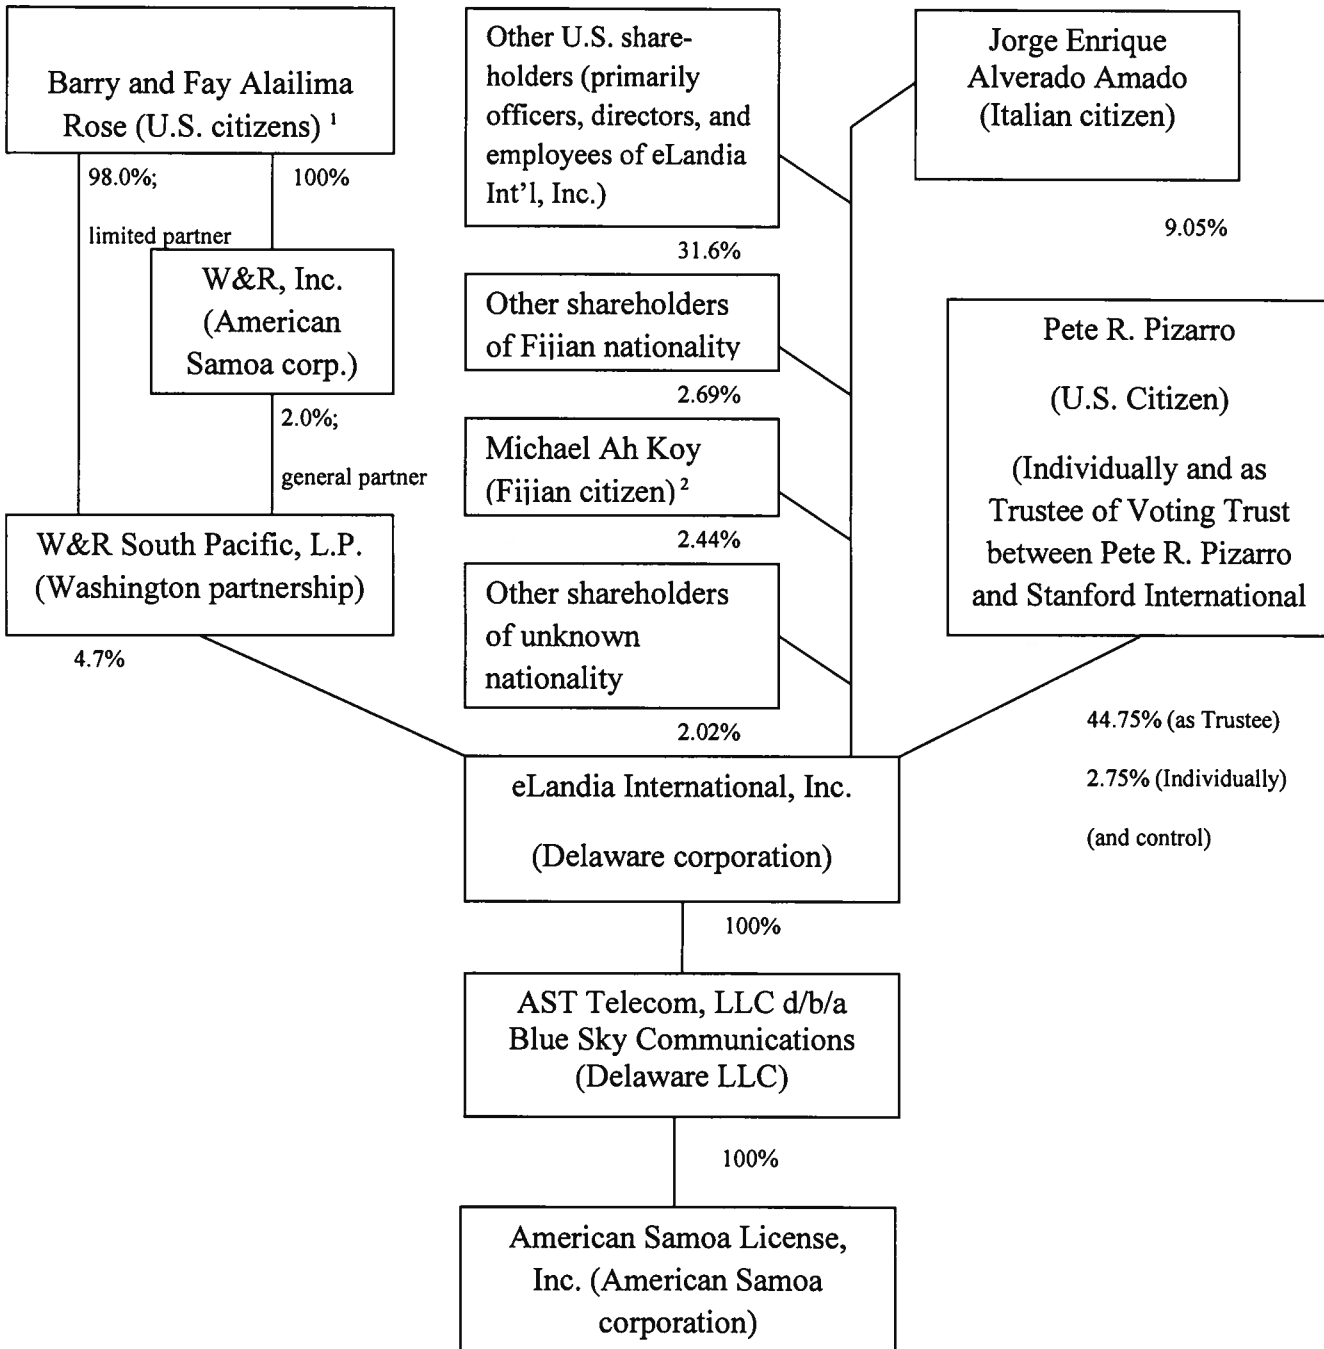 Barry and Fay Alailima
Rose (U.S. citizens) 1
98.0%;
limited partner
100%
W&R, Inc.
(American
Samoa corp.)
2.0%;
general partner
W&R South Pacific, L.P.
(Washington partnership)
4.7%
Other U.S. share-
holders (primarily
officers, directors, and
employees of eLandia
Int'l, Inc.)
31.6%
Other shareholders
of Fijian nationality
2.69%
Michael Ah Koy
(Fijian citizen) 2
2.44%
Other shareholders
of unknown
nationality
2.02%
Jorge Enrique
Alverado Amado
(Italian citizen)
9.05%
Pete R. Pizarro
(U.S. Citizen)
(Individually and as
Trustee of Voting Trust
between Pete R. Pizarro
and Stanford International
44.75% (as Trustee)
2.75% (Individually)
(and control)
eLandia International, Inc.
(Delaware corporation)
100%
AST Telecom, LLC d/b/a
Blue Sky Communications
(Delaware LLC)
100%
American Samoa License,
Inc. (American Samoa
corporation)